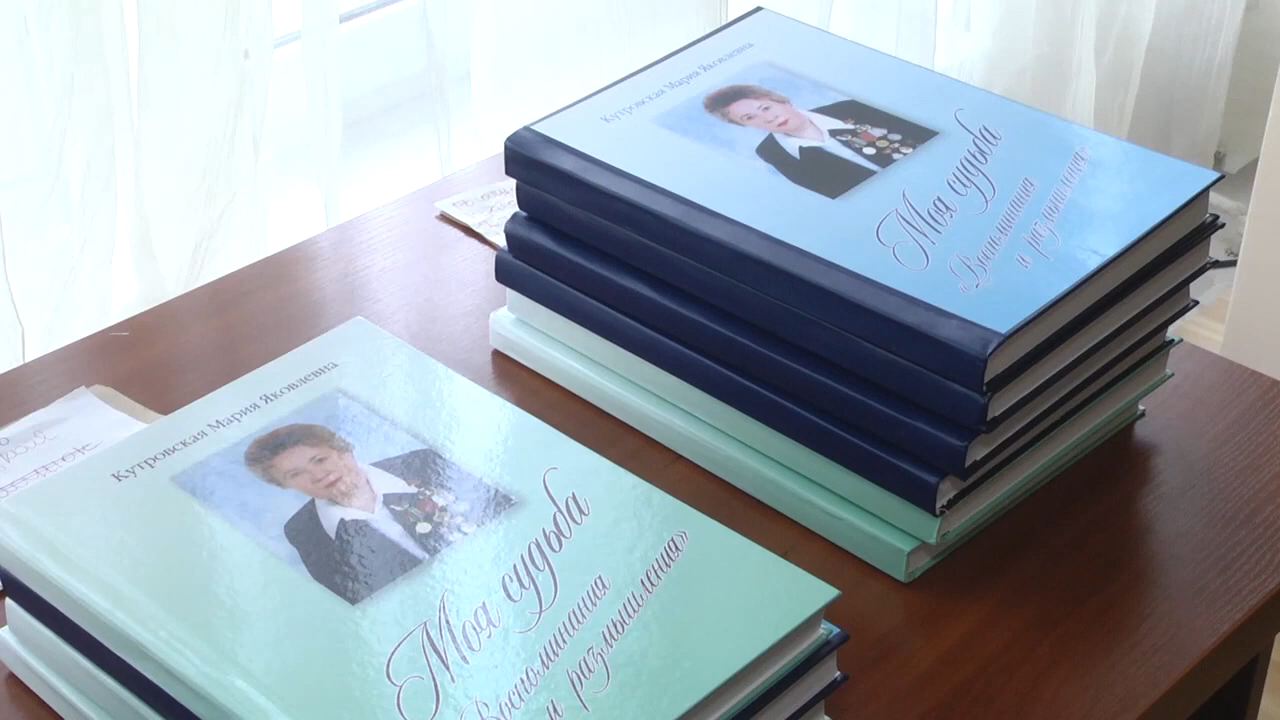 Кутровская Мария Яковлевна
Моя судьба
«Воспоминания
и размышления»
Кутровская Мария Яковлевна
Моя судьба
«Воспоминания
и размышления»